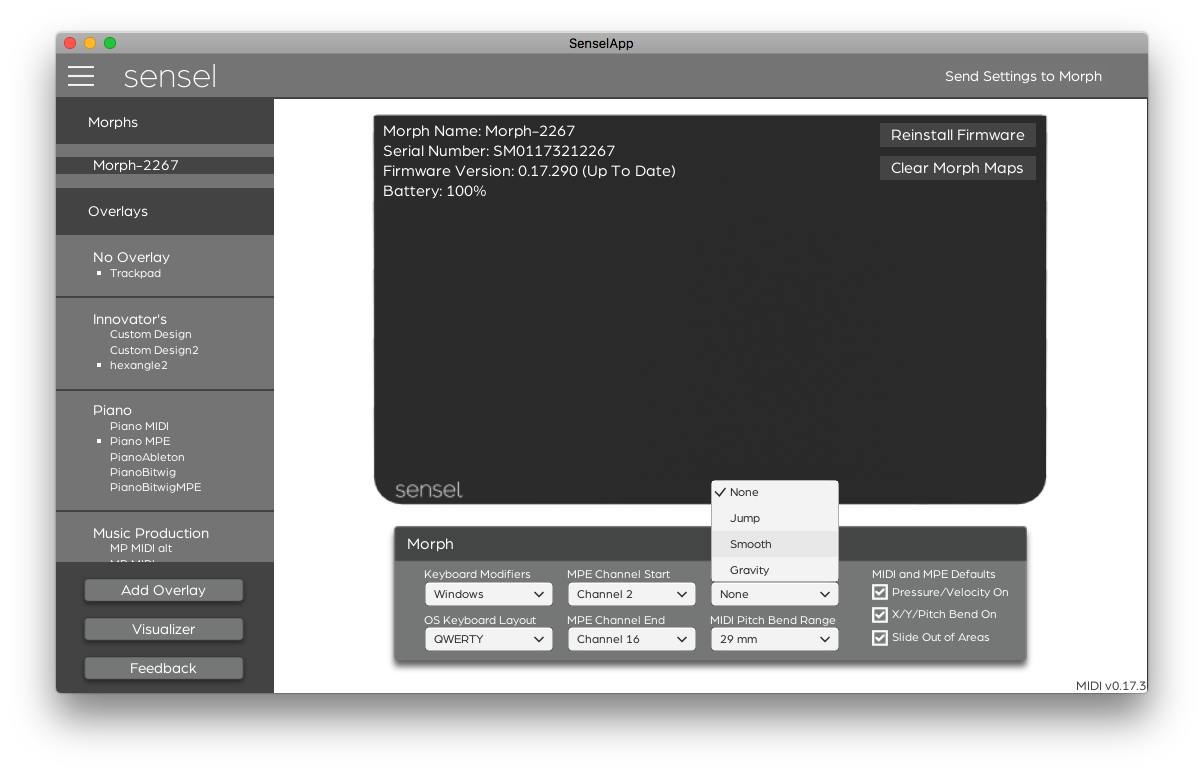 SenselApp
sensel
Send Settings to Morph
Morphs
Morph-2267
Overlays
No Overlay
Trackpad
Innovator's
Custom Design
Custom Design2
hexangle2
Piano
Piano MIDI
Piano MPE
PianoAbleton
PianoBitwig
PianoBitwigMPE
Music Production
MP MIDI alt
Add Overlay
Visualizer
Feedback
Morph Name: Morph-2267
Serial Number: SM01173212267
Firmware Version: 0.17.290 (Up To Date)
Battery: 100%
Reinstall Firmware
Clear Morph Maps
sensel
None
Jump
Smooth
Gravity
Morph
Keyboard Modifiers
Windows
MPE Channel Start
Channel 2
None
OS Keyboard Layout
QWERTY
MPE Channel End
Channel 16
MIDI Pitch Bend Range
29 mm
MIDI and MPE Defaults
Pressure/Velocity On
X/Y/Pitch Bend On
Slide Out of Areas
MIDI v0.17.3